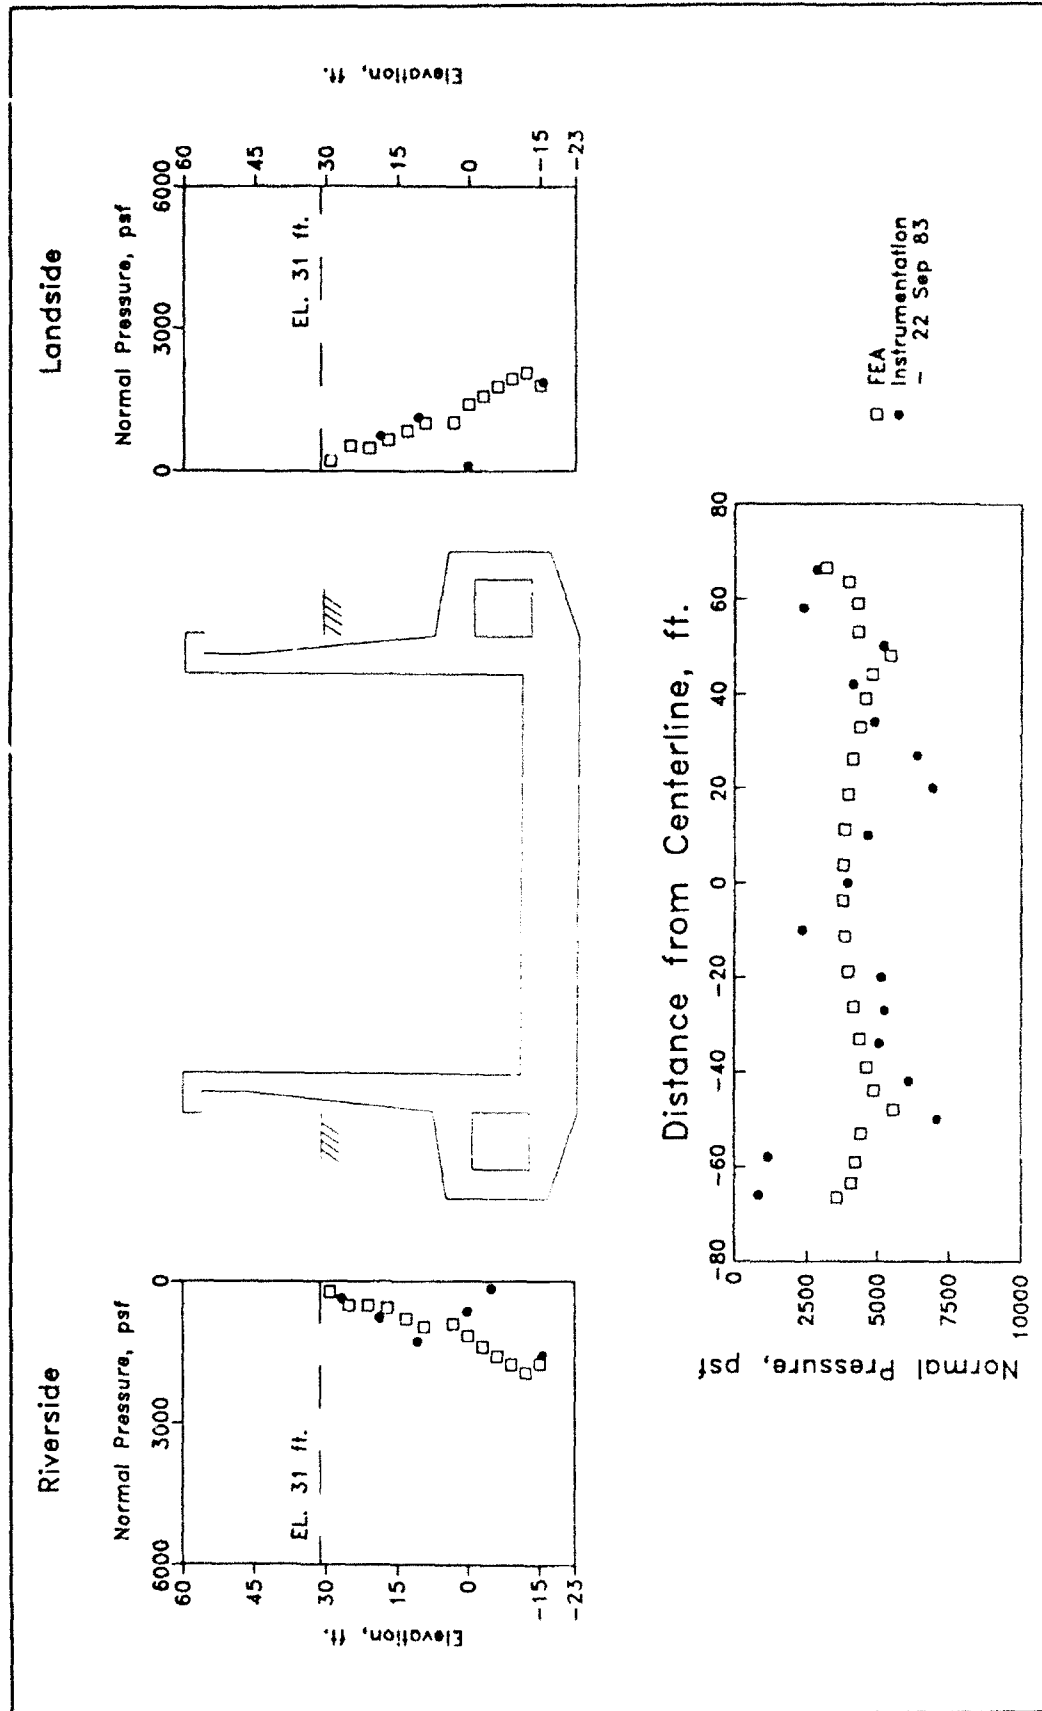 Riverside
Landside
Normal Pressure, psf
6000 3000 0
Elevation, ft.
60
45
30
15
0
-15
-23
EL. 31 ft.
Normal Pressure, psf
0 3000 6000
60
45
30
15
0
-15
-23
Elevation, ft.
EL. 31 ft.
Distance from Centerline, ft.
-80 -60 -40 -20 0 20 40 60 80
Normal Pressure, psf
0
2500
5000
7500
10000
FEA
Instrumentation
- 22 Sep 83